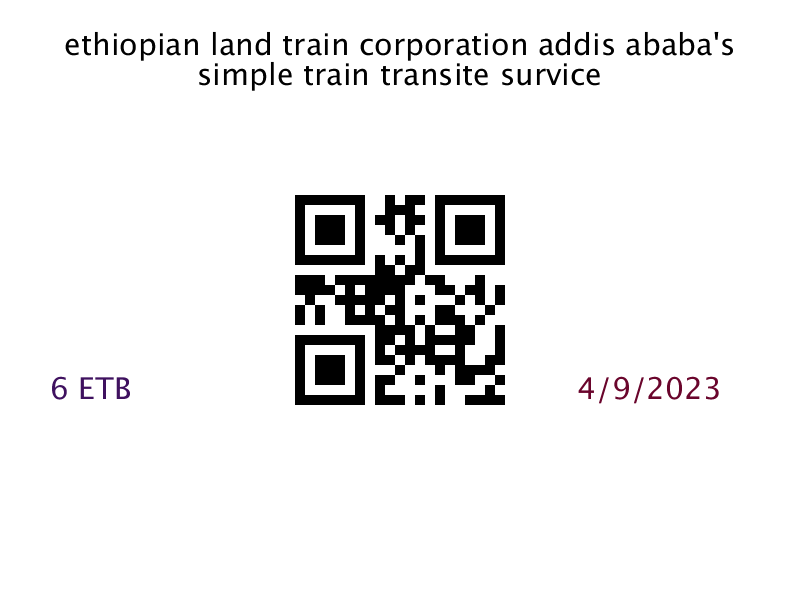 ethiopian land train corporation addis ababa's
simple train transite survice
6 ETB
4/9/2023